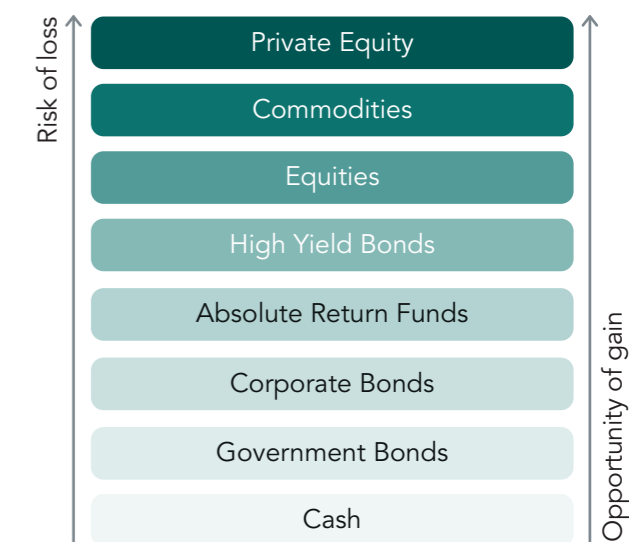 Risk of loss
Private Equity
Commodities
Equities
High Yield Bonds
Absolute Return Funds
Corporate Bonds
Government Bonds
Cash
Opportunity of gain